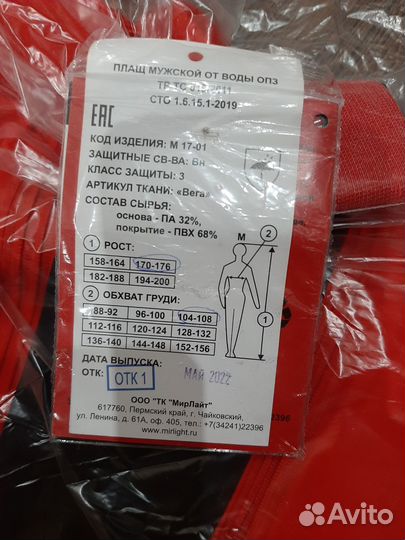 ПЛАЩ МУЖСКОЙ ОТ ВОДЫ ОПЗ
ТР ТС 2011
СТО 1.6.15.1-2019
EAC
КОД ИЗДЕЛИЯ: М 17-01
ЗАЩИТНЫЕ СВ-ВА: Вн
КЛАСС ЗАЩИТЫ: 3
АРТИКУЛ ТКАНИ: «Вега»
СОСТАВ СЫРЬЯ:
основа - ПА 32%,
покрытие - ПВХ 68%
1 РОСТ:
158-164 170-176
182-188 194-200
2 ОБХВАТ ГРУДИ:
88-92 96-100 104-108
112-116 120-124 128-132
136-140 144-148 152-156
М 2
1
ДАТА ВЫПУСКА:
ОТК: ОТК 1 МАЙ 2022
ООО "ТК "МирЛайт"
617760, Пермский край, г. Чайковский,
ул. Ленина, д. 61А, оф. 405, тел.: +7(34241)22396
www.mirlight.ru
2396
Avito